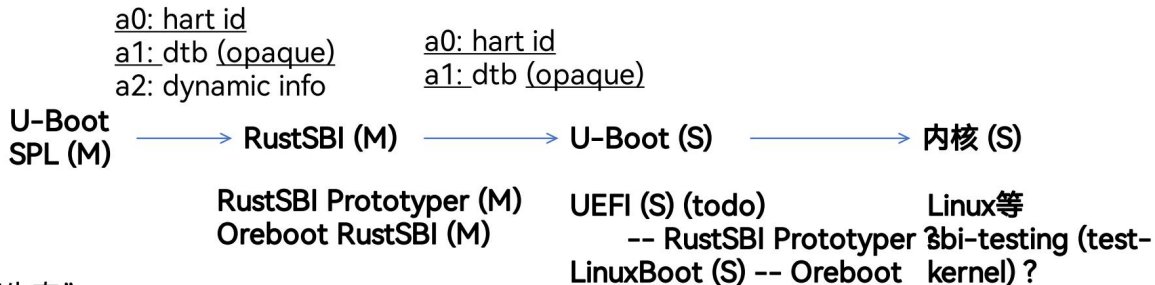 a0: hart id
a1: dtb (opaque)
a2: dynamic info
a0: hart id
a1: dtb (opaque)
U-Boot
SPL (M)
RustSBI (M)
U-Boot (S)
内核 (S)
RustSBI Prototyper (M)
Oreboot RustSBI (M)
UEFI (S) (todo)
-- RustSBI Prototyper ?
LinuxBoot (S) -- Oreboot
Linux等
sbi-testing (test-
kernel) ?